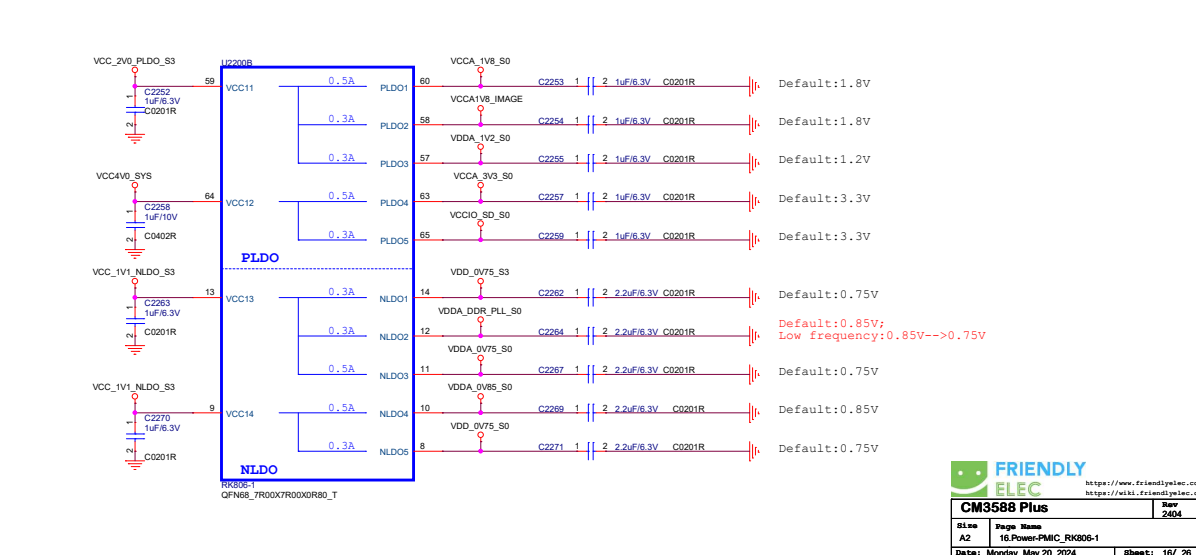 U2200B
VCC_2V0_PLDO_S3
59 VCC11
1 C2252
1uF/6.3V
2 C0201R
VCC4V0_SYS
64 VCC12
1 C2258
1uF/10V
2 C0402R
VCC_1V1_NLDO_S3
13 VCC13
1 C2263
1uF/6.3V
2 C0201R
VCC_1V1_NLDO_S3
9 VCC14
1 C2270
1uF/6.3V
2 C0201R
VCCA_1V8_S0
0.5A PLDO1 60 C2253 1 2 1uF/6.3V C0201R Default:1.8V
VCCA1V8_IMAGE
0.3A PLDO2 58 C2254 1 2 1uF/6.3V C0201R Default:1.8V
VDDA_1V2_S0
0.3A PLDO3 57 C2255 1 2 1uF/6.3V C0201R Default:1.2V
VCCA_3V3_S0
0.5A PLDO4 63 C2257 1 2 1uF/6.3V C0201R Default:3.3V
VCCIO_SD_S0
0.3A PLDO5 65 C2259 1 2 1uF/6.3V C0201R Default:3.3V
PLDO
VDD_0V75_S3
0.3A NLDO1 14 C2262 1 2 2.2uF/6.3V C0201R Default:0.75V
VDDA_DDR_PLL_S0
0.3A NLDO2 12 C2264 1 2 2.2uF/6.3V C0201R Default:0.85V;
Low frequency:0.85V-->0.75V
VDDA_0V75_S0
0.5A NLDO3 11 C2267 1 2 2.2uF/6.3V C0201R Default:0.75V
VDDA_0V85_S0
0.5A NLDO4 10 C2269 1 2 2.2uF/6.3V C0201R Default:0.85V
VDD_0V75_S0
0.3A NLDO5 8 C2271 1 2 2.2uF/6.3V C0201R Default:0.75V
NLDO
RK806-1
QFN68_7R00X7R00X0R80_T
FRIENDLY
ELEC
https://www.friendlyelec.co
https://wiki.friendlyelec.co
CM3588 Plus
Rev
2404
Size Page Name
A2 16.Power-PMIC_RK806-1
Date: Monday, May 20, 2024 Sheet: 16/ 26